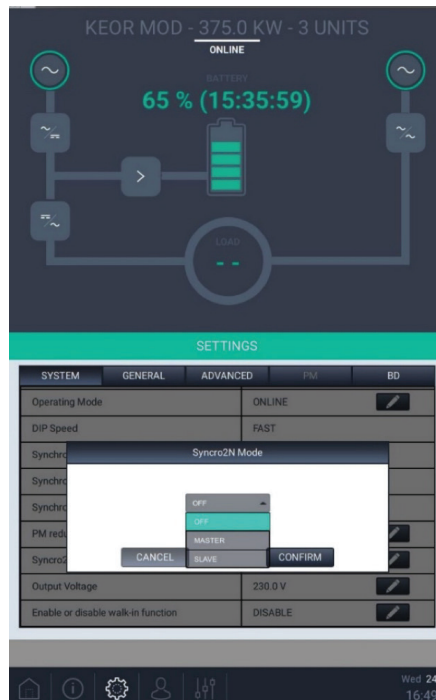 KEOR MOD - 375.0 KW - 3 UNITS
ONLINE
BATTERY
65 % (15:35:59)
>
LOAD
--
SETTINGS
SYSTEM GENERAL ADVANCED PM BD
Operating Mode ONLINE
DIP Speed FAST
Synchro
Syncro2N Mode
Synchro
Synchro
OFF
OFF
MASTER
SLAVE
PM redu
Syncro2
CANCEL CONFIRM
Output Voltage 230.0 V
Enable or disable walk-in function DISABLE
Wed 24
16:49